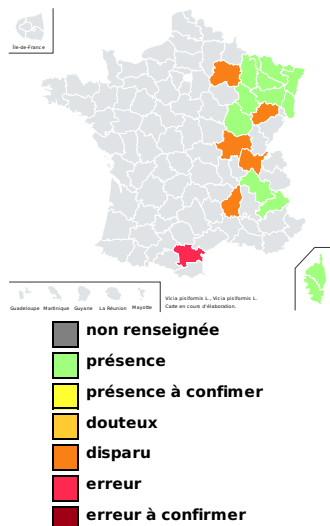 Île-de-France
Guadeloupe Martinique Guyane La Réunion Mayotte
Vicia pisiformis L., Vicia pisiformis L.
Carte en cours d'élaboration.
non renseignée
présence
présence à confimer
douteux
disparu
erreur
erreur à confirmer